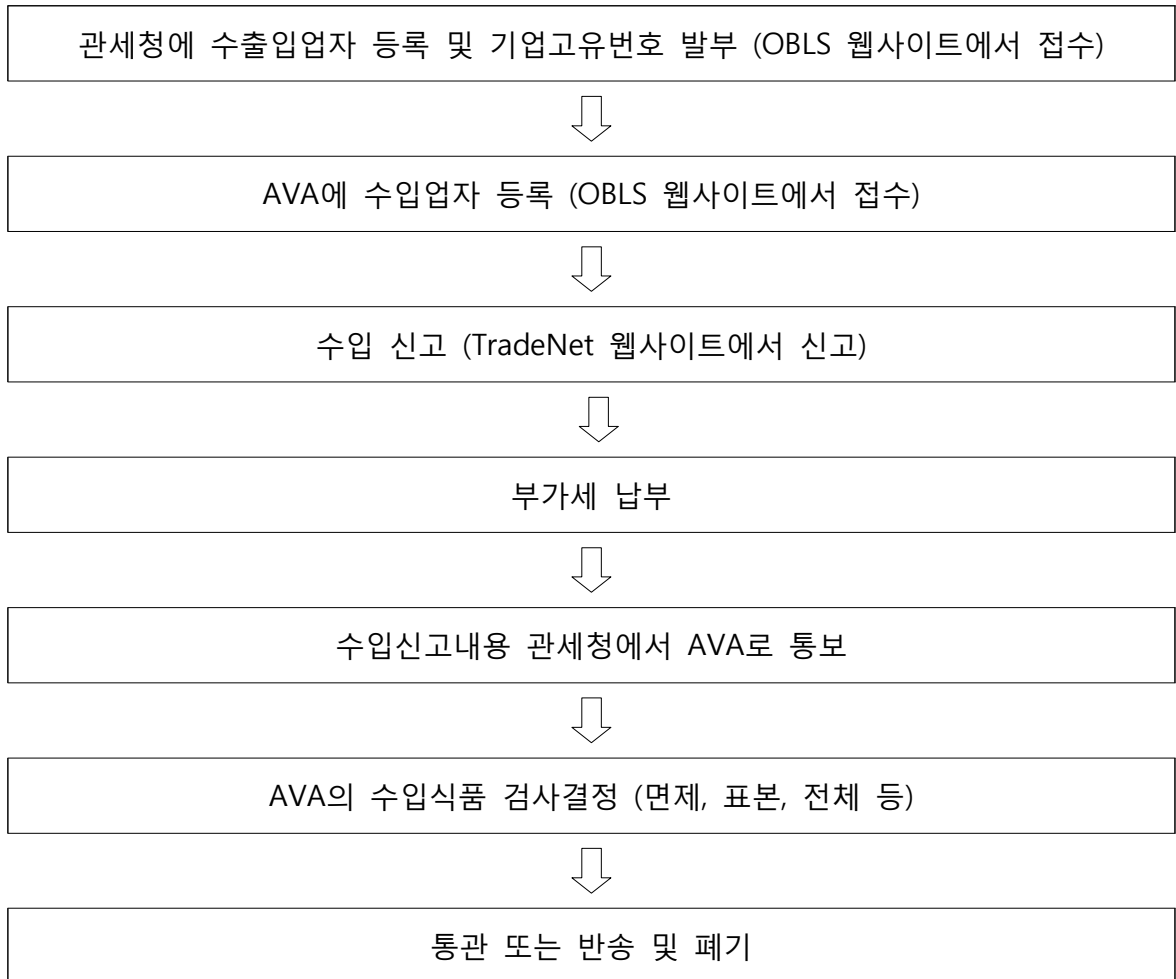 관세청에 수출입업자 등록 및 기업고유번호 발부 (OBLS 웹사이트에서 접수)
AVA에 수입업자 등록 (OBLS 웹사이트에서 접수)
수입 신고 (TradeNet 웹사이트에서 신고)
부가세 납부
수입신고내용 관세청에서 AVA로 통보
AVA의 수입식품 검사결정 (면제, 표본, 전체 등)
통관 또는 반송 및 폐기